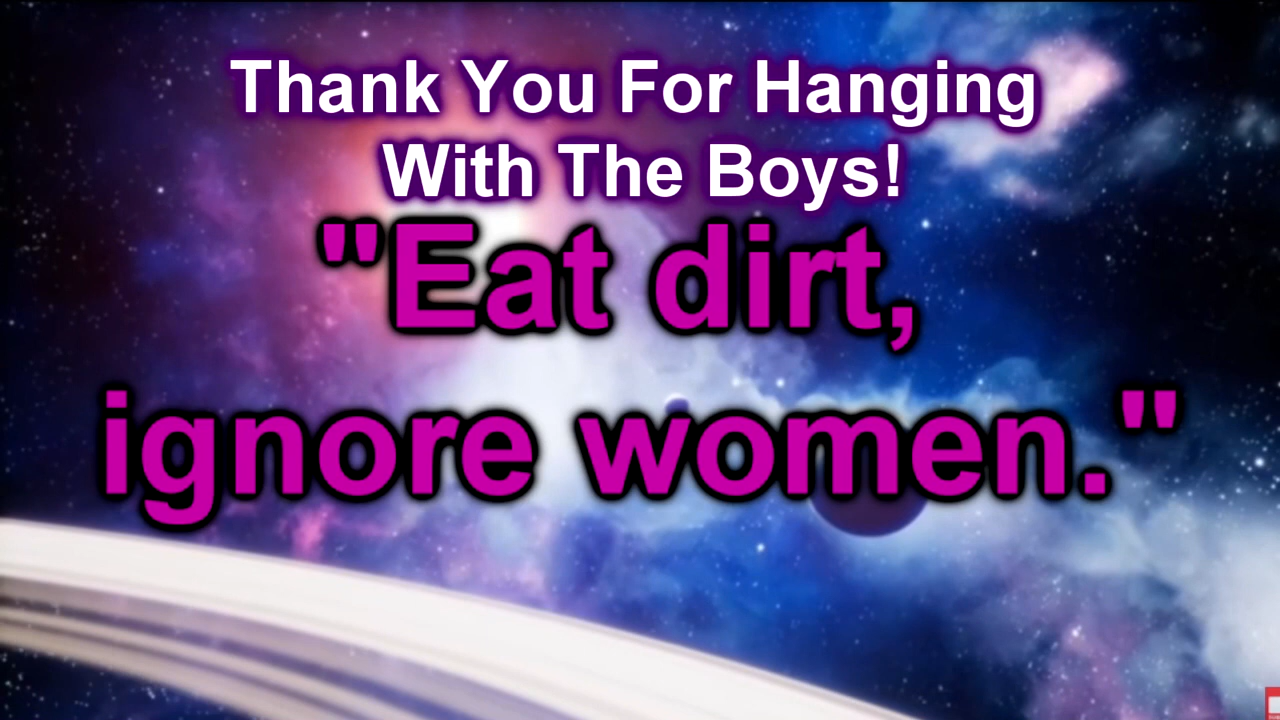 Thank You For Hanging
With The Boys!
"Eat dirt,
ignore women."